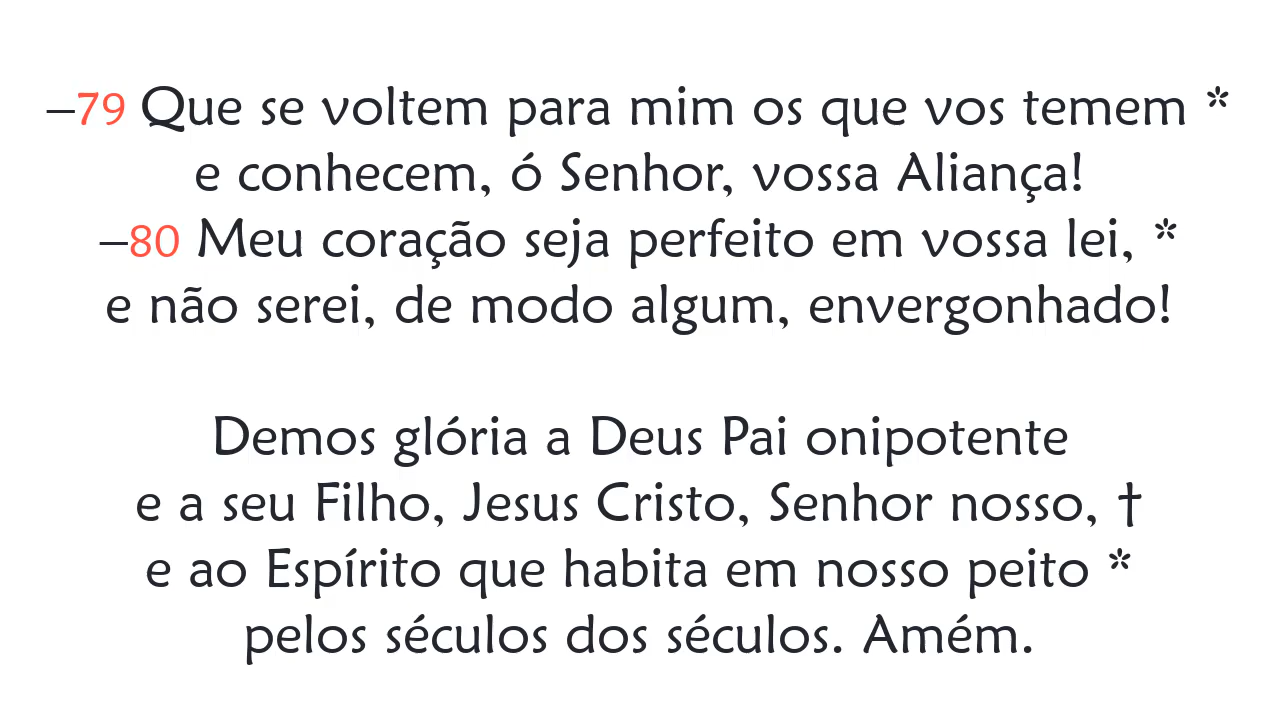 –79 Que se voltem para mim os que vos temem *
e conhecem, ó Senhor, vossa Aliança!
–80 Meu coração seja perfeito em vossa lei, *
e não serei, de modo algum, envergonhado!
Demos glória a Deus Pai onipotente
e a seu Filho, Jesus Cristo, Senhor nosso, †
e ao Espírito que habita em nosso peito *
pelos séculos dos séculos. Amém.